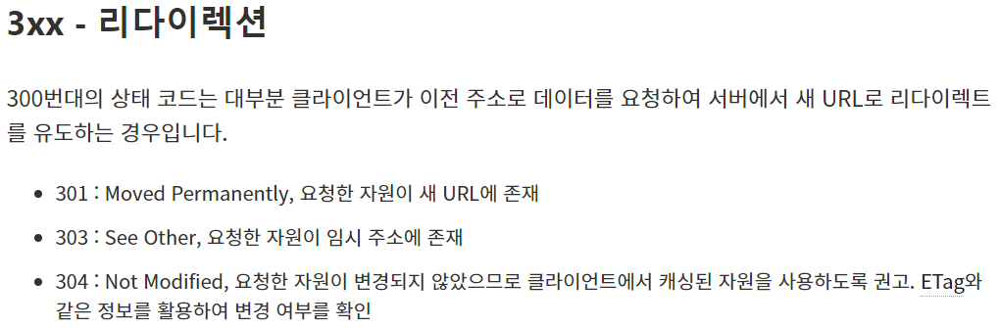 3xx - 리다이렉션
300번대의 상태 코드는 대부분 클라이언트가 이전 주소로 데이터를 요청하여 서버에서 새 URL로 리다이렉트
를 유도하는 경우입니다.
• 301 : Moved Permanently, 요청한 자원이 새 URL에 존재
• 303 : See Other, 요청한 자원이 임시 주소에 존재
• 304 : Not Modified, 요청한 자원이 변경되지 않았으므로 클라이언트에서 캐싱된 자원을 사용하도록 권고. ETag와
같은 정보를 활용하여 변경 여부를 확인